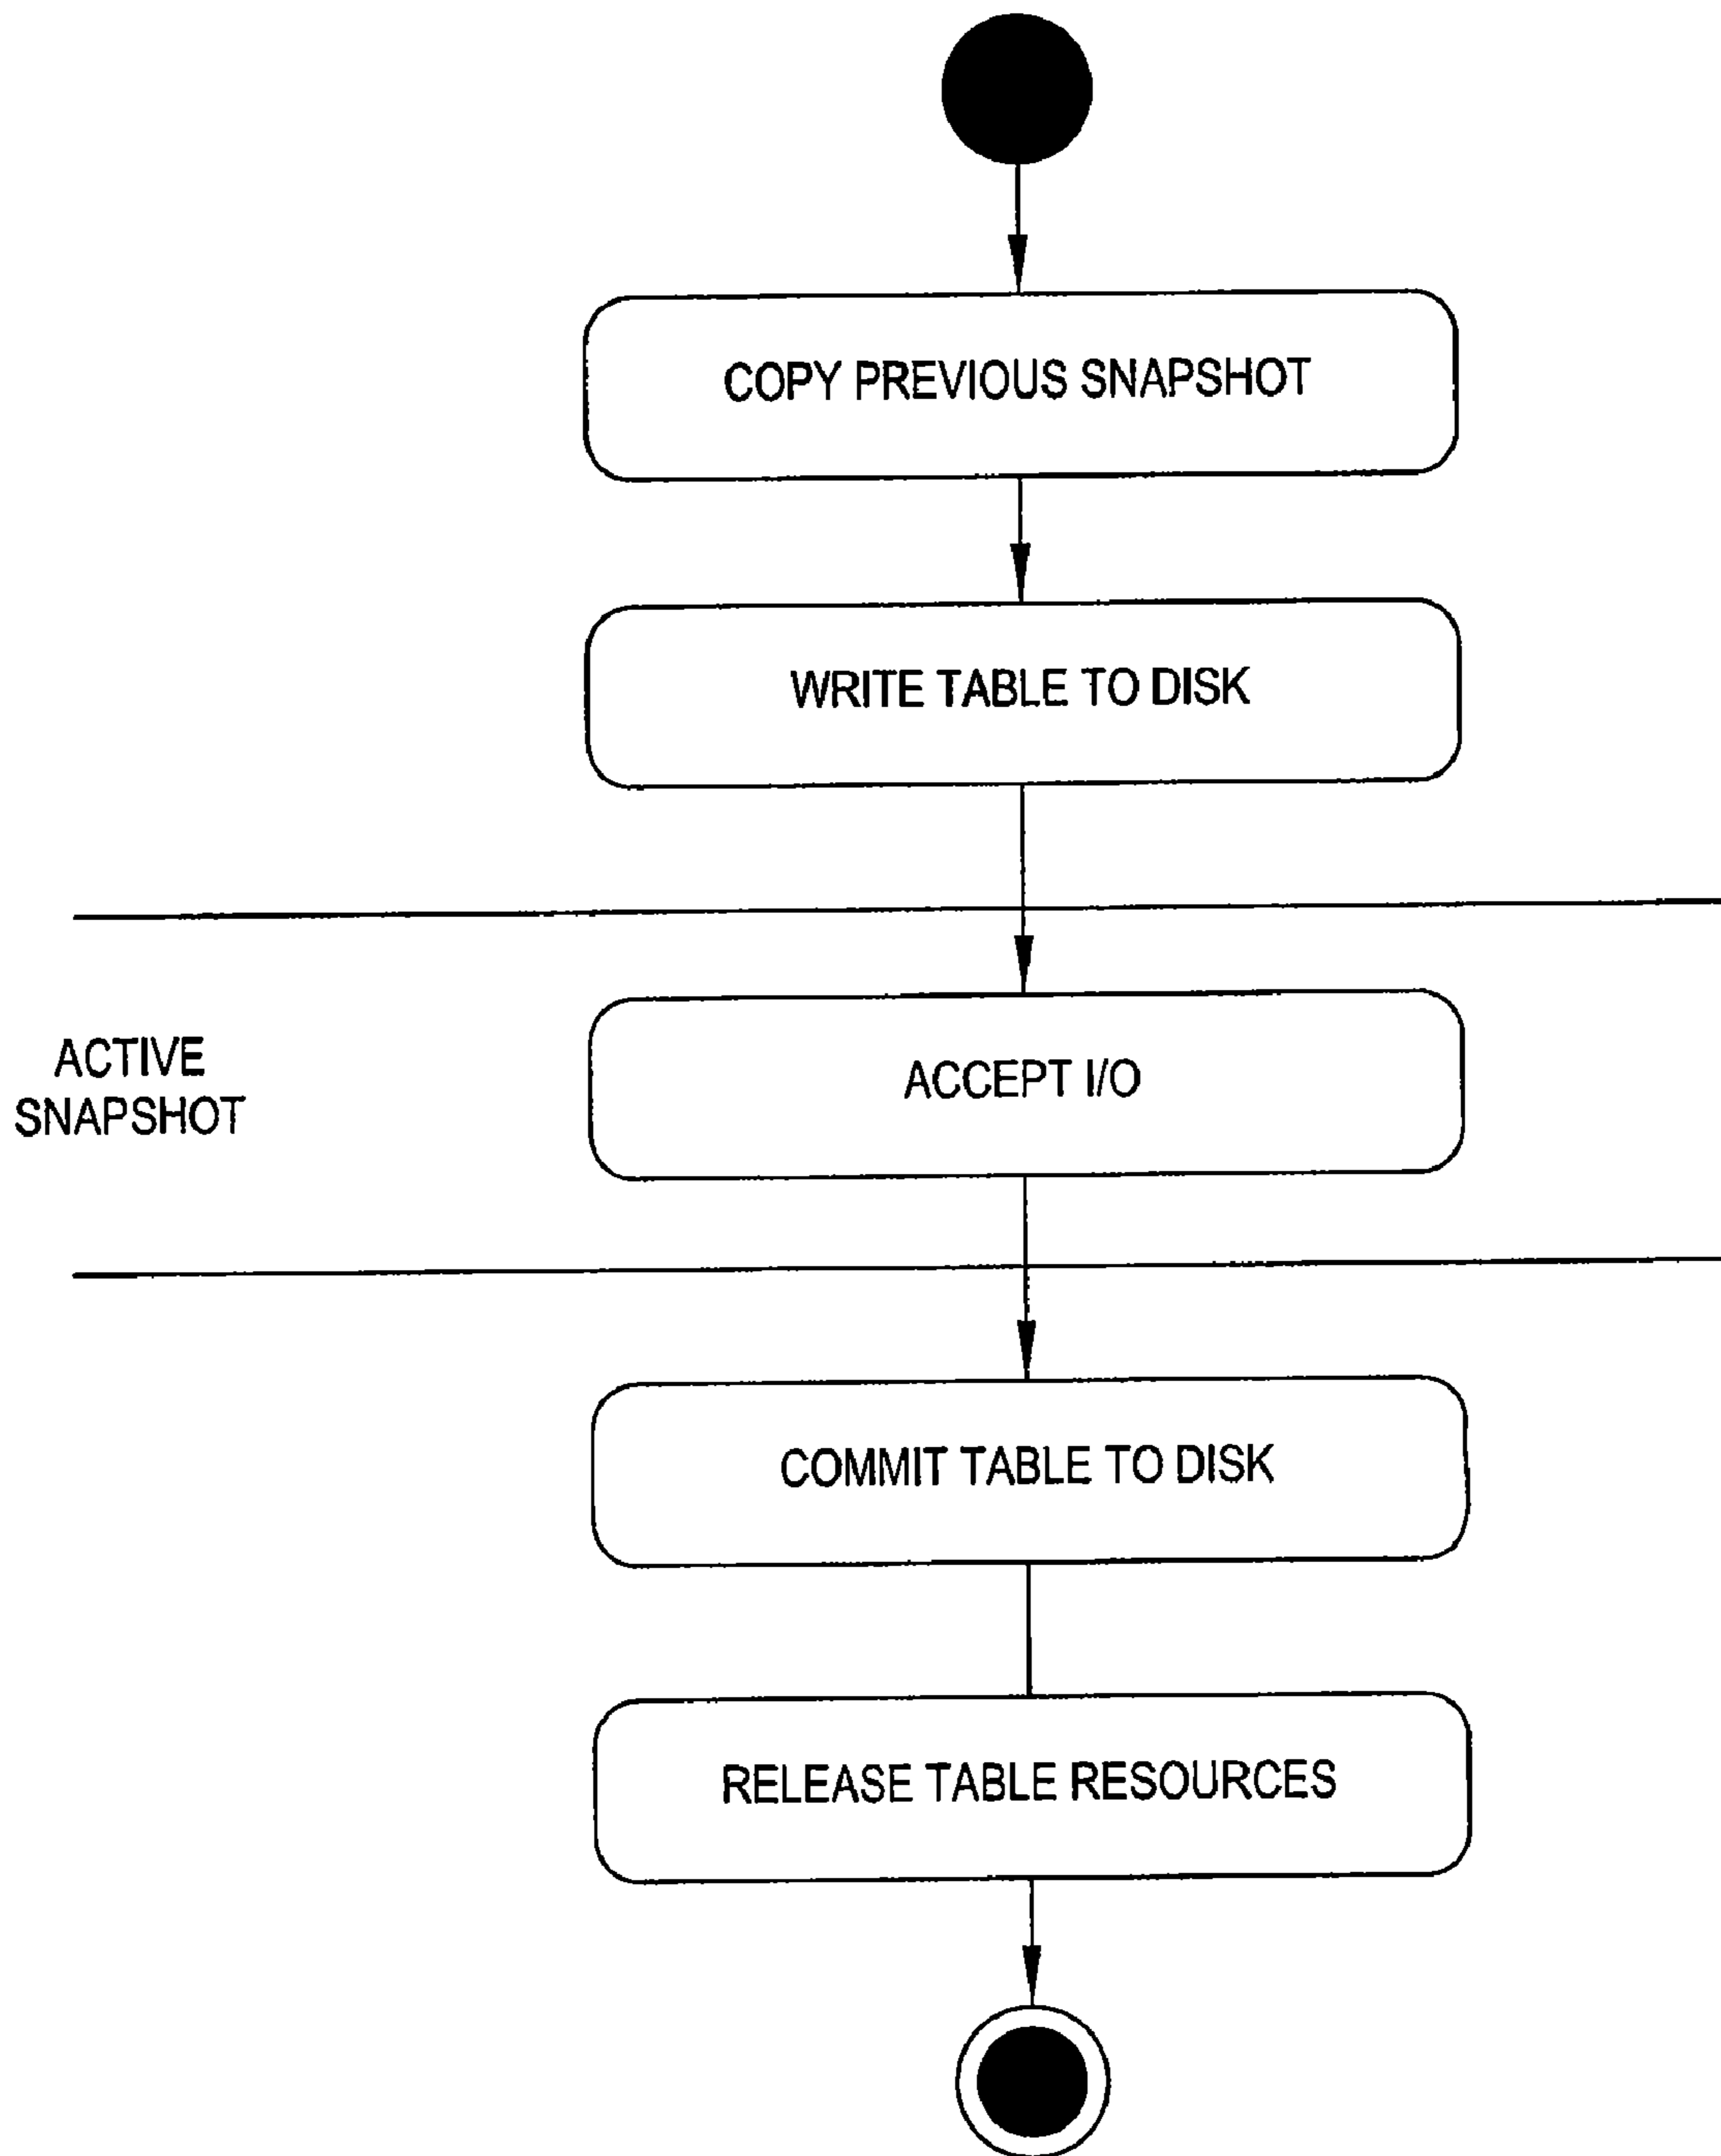 COPY PREVIOUS SNAPSHOT
WRITE TABLE TO DISK
ACTIVE
SNAPSHOT
ACCEPT I/O
COMMIT TABLE TO DISK
RELEASE TABLE RESOURCES